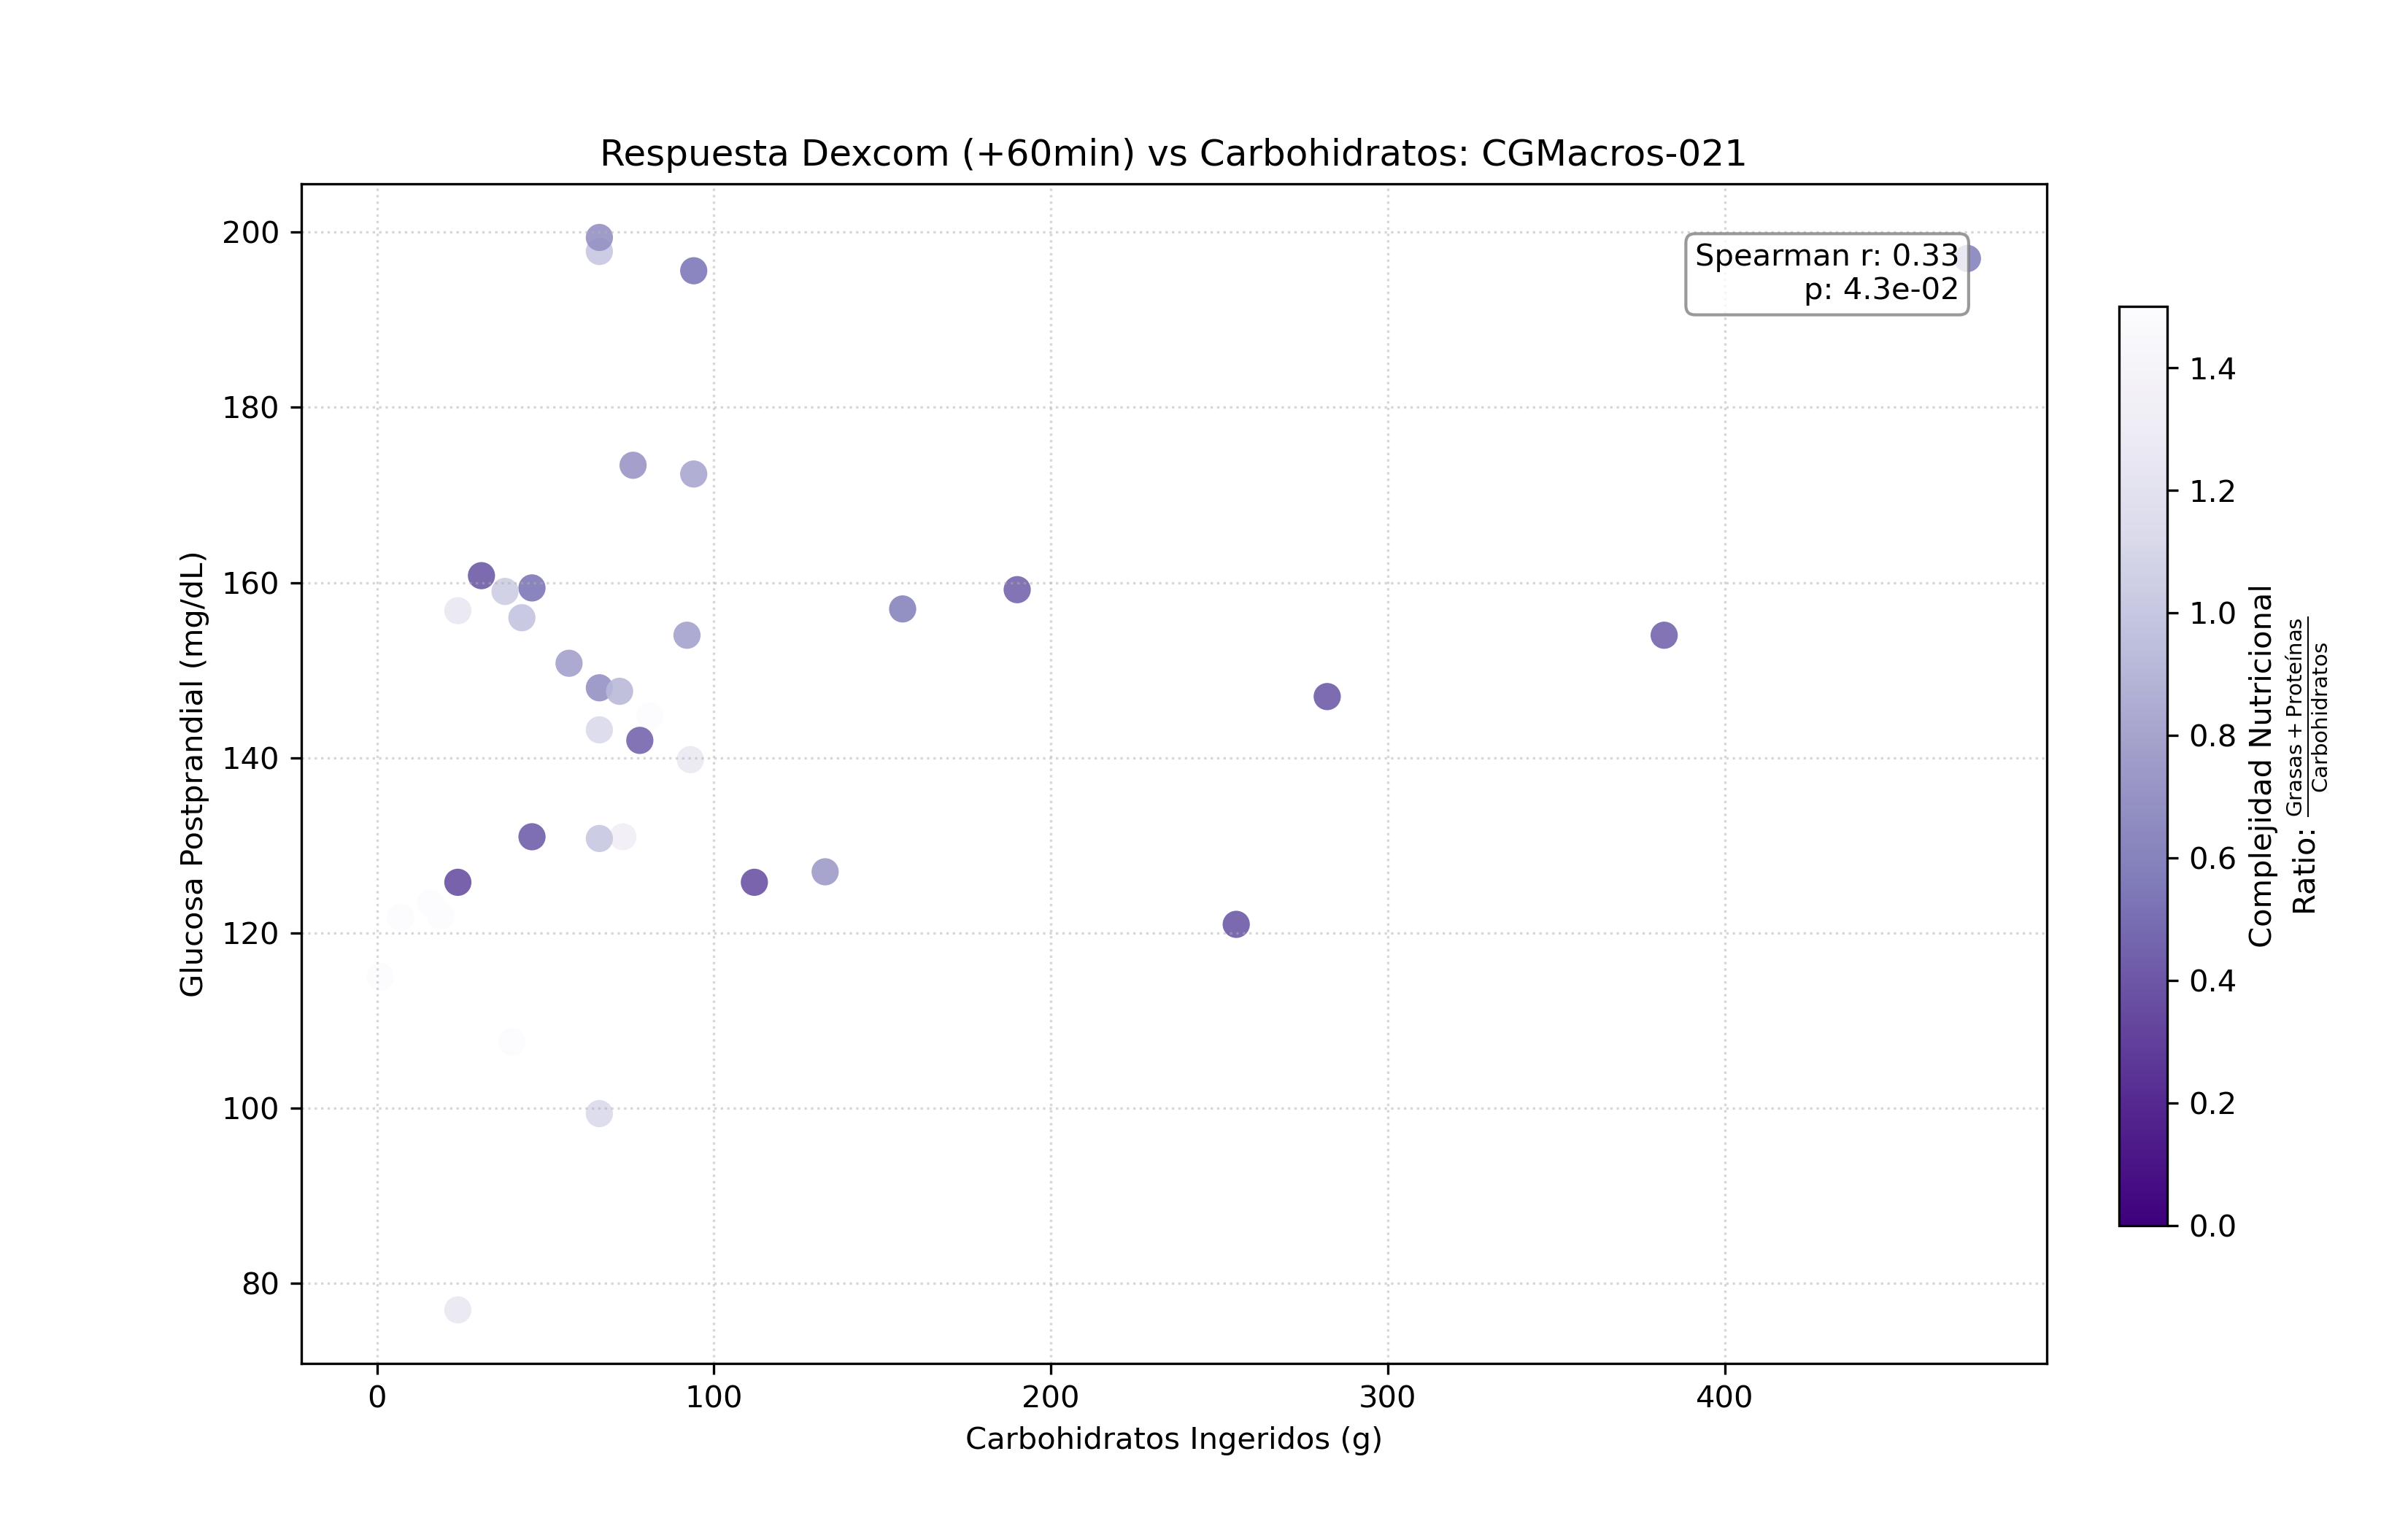 Respuesta Dexcom (+60min) vs Carbohidratos: CGMacros-021
Glucosa Postprandial (mg/dL)
200
180
160
140
120
100
80
Spearman r: 0.33
p: 4.3e-02
0
100
200
300
400
Carbohidratos Ingeridos (g)
1.4
1.2
1.0
0.8
0.6
0.4
0.2
0.0
Complejidad Nutricional
Ratio: Grasas + Proteínas
Carbohidratos